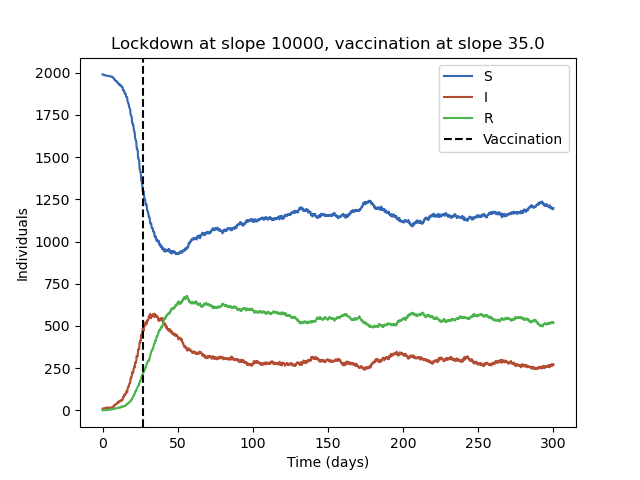 Lockdown at slope 10000, vaccination at slope 35.0
S
I
R
Vaccination
Individuals
2000
1750
1500
1250
1000
750
500
250
0
0 50 100 150 200 250 300
Time (days)